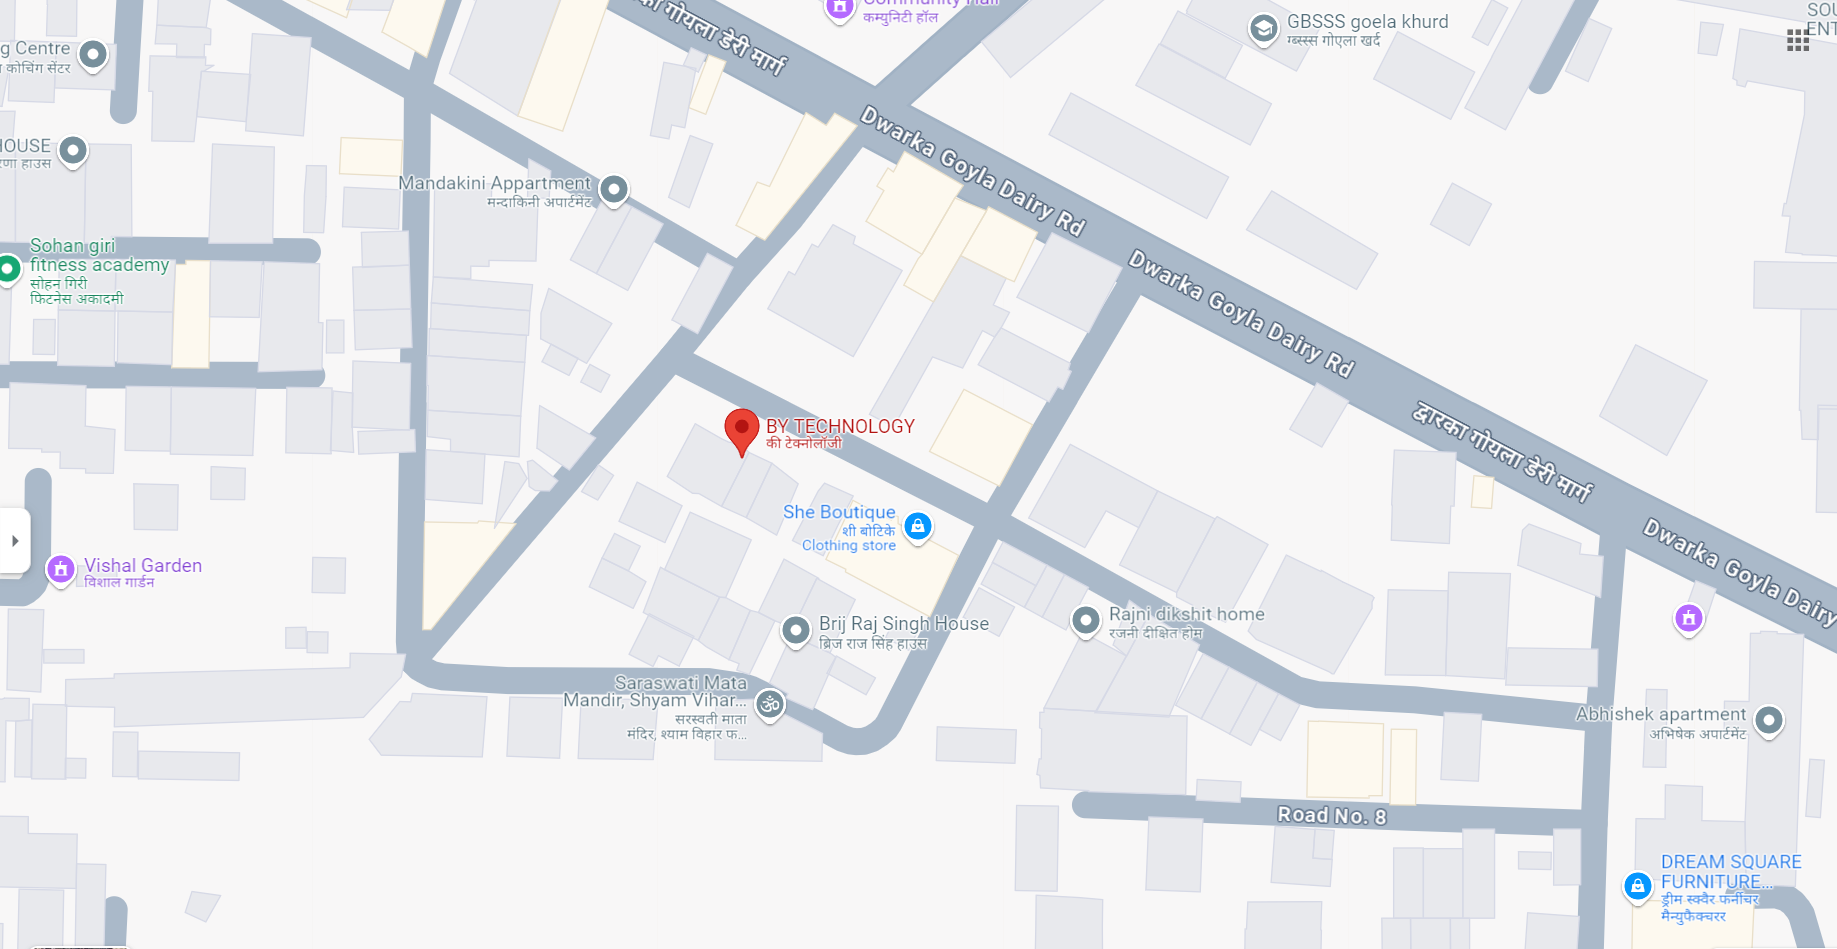 Community Hall
कम्युनिटी हॉल
का गोयला डेरी मार्ग
GBSSS goela khurd
ग्बस्स्स गोएला खर्द
SOU
ENT
g Centre
कोचिंग सेंटर
Dwarka Goyla Dairy Rd
HOUSE
रणा हाउस
Mandakini Appartment
मन्दाकिनी अपार्टमेंट
Sohan giri
fitness academy
सोहन गिरी
फिटनेस अकादमी
Dwarka Goyla Dairy Rd
BY TECHNOLOGY
की टेक्नोलॉजी
द्वारका गोयला डेरी मार्ग
She Boutique
शी बोटिके
Clothing store
Dwarka Goyla Dairy
Vishal Garden
विशाल गार्डन
Brij Raj Singh House
ब्रिज राज सिंह हाउस
Rajni dikshit home
रजनी दीक्षित होम
Saraswati Mata
Mandir, Shyam Vihar...
सरस्वती माता
मंदिर, श्याम विहार फ...
Abhishek apartment
अभिषेक अपार्टमेंट
Road No. 8
DREAM SQUARE
FURNITURE...
ड्रीम स्क्वैर फर्नीचर
मैन्युफैक्चरर